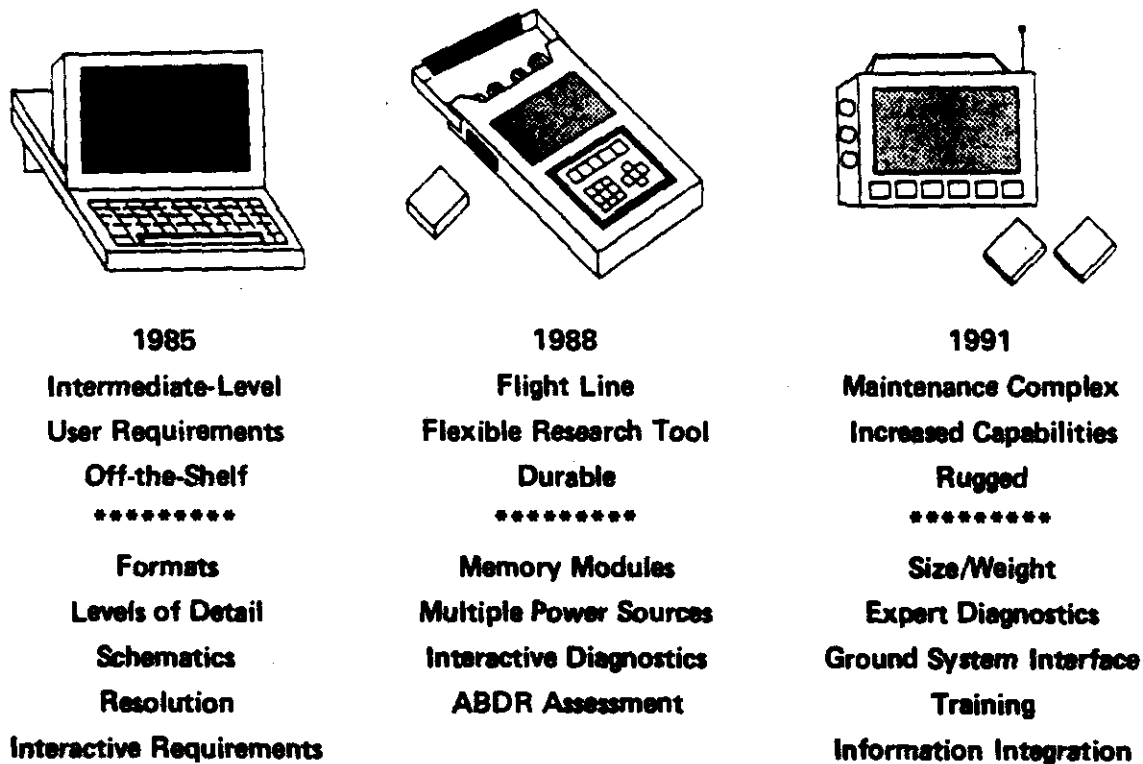 1985
Intermediate-Level
User Requirements
Off-the-Shelf
*********
Formats
Levels of Detail
Schematics
Resolution
Interactive Requirements
1988
Flight Line
Flexible Research Tool
Durable
*********
Memory Modules
Multiple Power Sources
Interactive Diagnostics
ABDR Assessment
1991
Maintenance Complex
Increased Capabilities
Rugged
*********
Size/Weight
Expert Diagnostics
Ground System Interface
Training
Information Integration